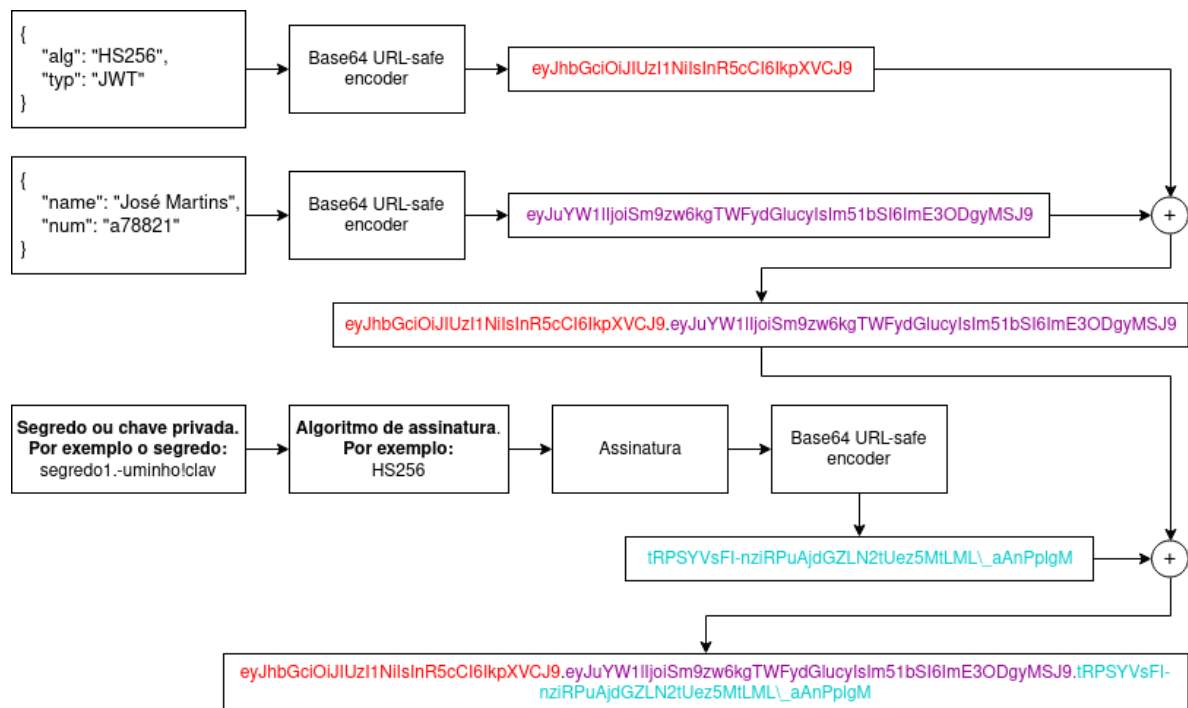 {
"alg": "HS256",
"typ": "JWT"
}
Base64 URL-safe
encoder
eyJhbGciOiJIUzI1NiIsInR5cCI6IkpXVCJ9
{
"name": "José Martins",
"num": "a78821"
}
Base64 URL-safe
encoder
eyJuYW1lIjoiSm9zw6kgTWFydGlucyIsIm51bSI6ImE3ODgyMSJ9
+
eyJhbGciOiJIUzI1NiIsInR5cCI6IkpXVCJ9.eyJuYW1lIjoiSm9zw6kgTWFydGlucyIsIm51bSI6ImE3ODgyMSJ9
Segredo ou chave privada.
Por exemplo o segredo:
segredo1.-uminho!clav
Algoritmo de assinatura.
Por exemplo:
HS256
Assinatura
Base64 URL-safe
encoder
tRPSYVsFI-nziRPuAjdGZLN2tUez5MtLML\_aAnPplgM
+
eyJhbGciOiJIUzI1NiIsInR5cCI6IkpXVCJ9.eyJuYW1lIjoiSm9zw6kgTWFydGlucyIsIm51bSI6ImE3ODgyMSJ9.tRPSYVsFI-
nziRPuAjdGZLN2tUez5MtLML\_aAnPplgM